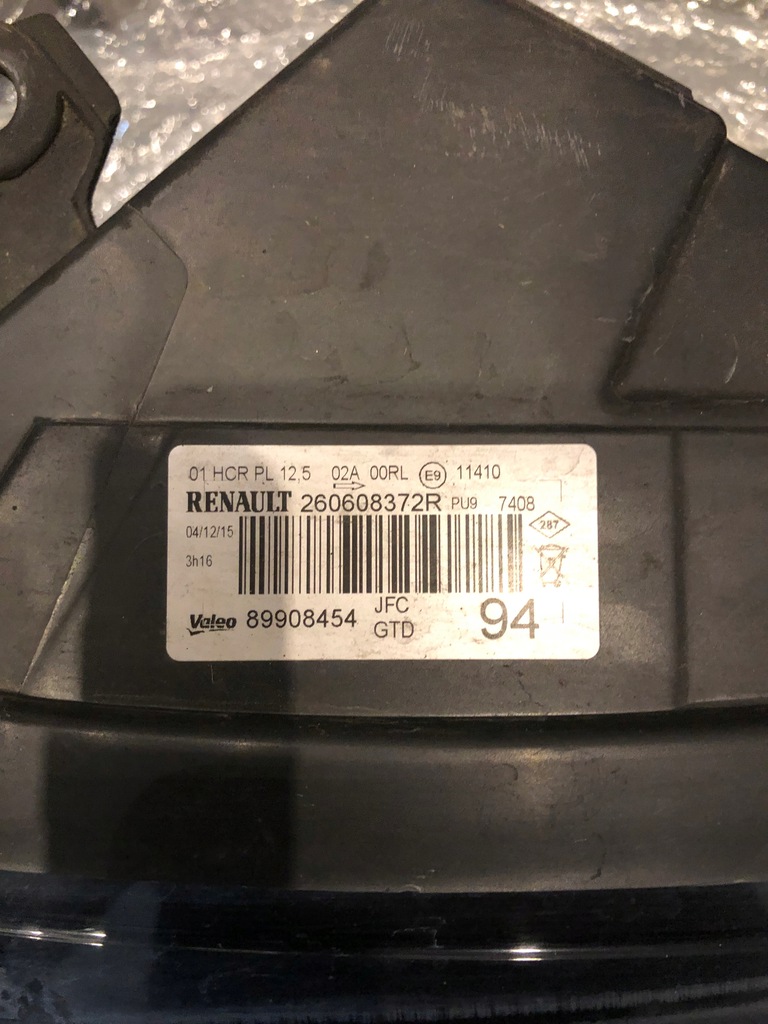 01 HCR PL 12,5 02A 00RL E9 11410
RENAULT 260608372R PU9 7408
04/12/15
287
3h16
Valeo 89908454 JFC
GTD
94